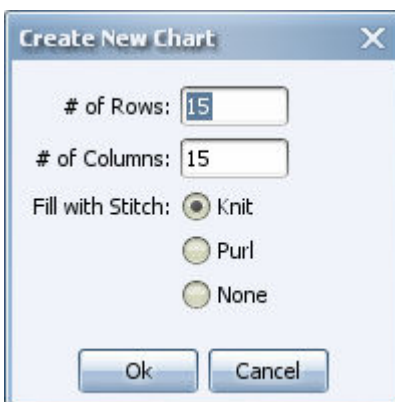 Create New Chart
# of Rows: 15
# of Columns: 15
Fill with Stitch: Knit
Purl
None
Ok Cancel